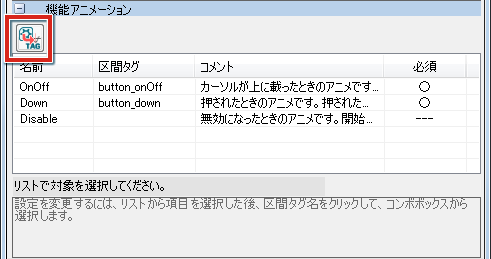 機能アニメーション
TAG
名前 区間タグ コメント 必須
OnOff button_onOff カーソルが上に載ったときのアニメです... ○
Down button_down 押されたときのアニメです。押された... ○
Disable 無効になったときのアニメです。開始... ---
リストで対象を選択してください。
設定を変更するには、リストから項目を選択した後、区間タグ名をクリックして、コンボボックスから
選択します。